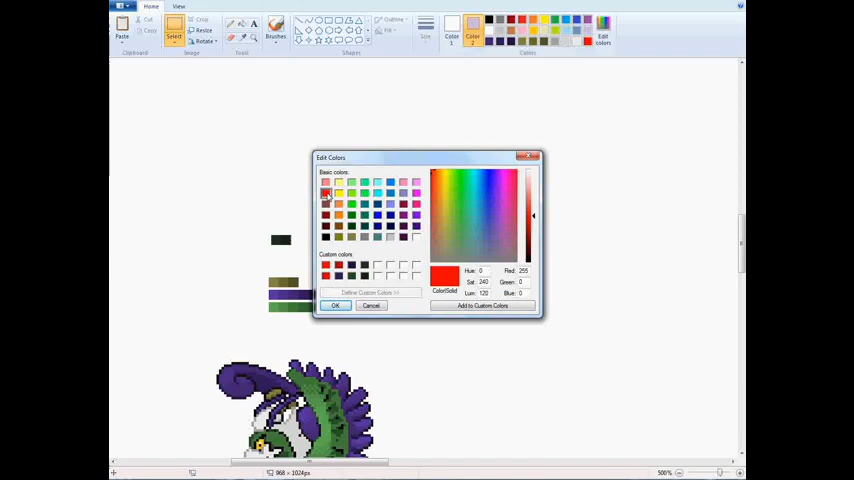 Home View
Cut
Copy
Paste
Clipboard
Select
Crop
Resize
Rotate
Image
Tools
Brushes
Outline
Fill
Shapes
Size
Color 1
Color 2
Edit colors
Colors
Edit Colors
Basic colors:
Custom colors:
Define Custom Colors >>
OK
Cancel
Color|Solid
Hue: 0
Sat: 240
Lum: 120
Red: 255
Green: 0
Blue: 0
Add to Custom Colors
968 × 1024px
500%